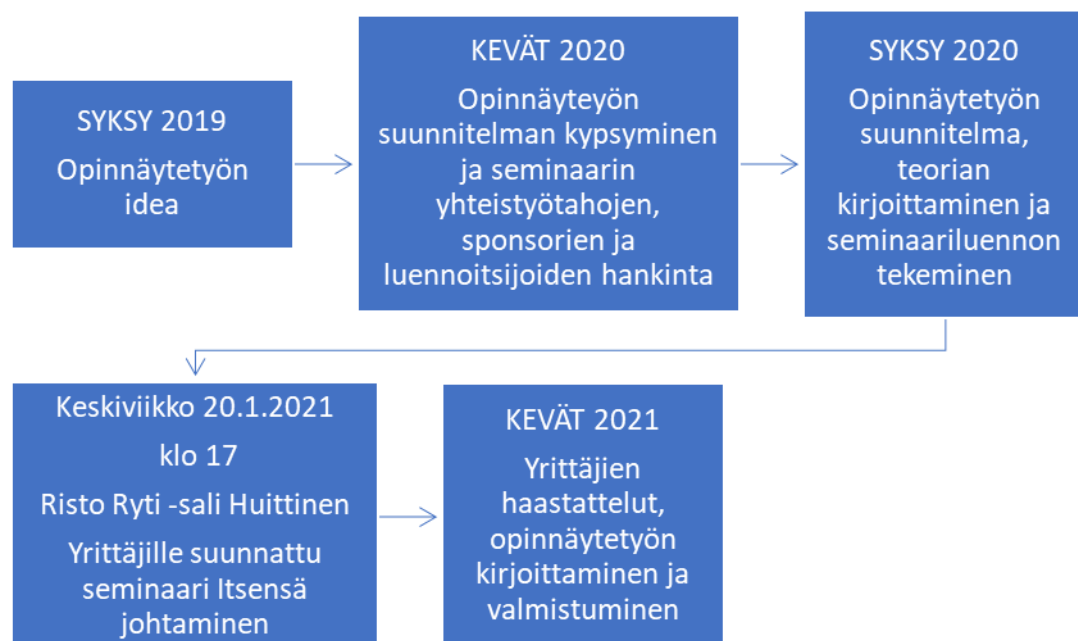 SYKSY 2019
Opinnäytetyön
idea
KEVÄT 2020
Opinnäyteyön
suunnitelman kypsyminen
ja seminaarin
yhteistyötahojen,
sponsorien ja
luennoitsijoiden hankinta
SYKSY 2020
Opinnäytetyön
suunnitelma,
teorian
kirjoittaminen ja
seminaariluennon
tekeminen
Keskiviikko 20.1.2021
klo 17
Risto Ryti -sali Huittinen
Yrittäjille suunnattu
seminaari Itsensä
johtaminen
KEVÄT 2021
Yrittäjien
haastattelut,
opinnäytetyön
kirjoittaminen ja
valmistuminen